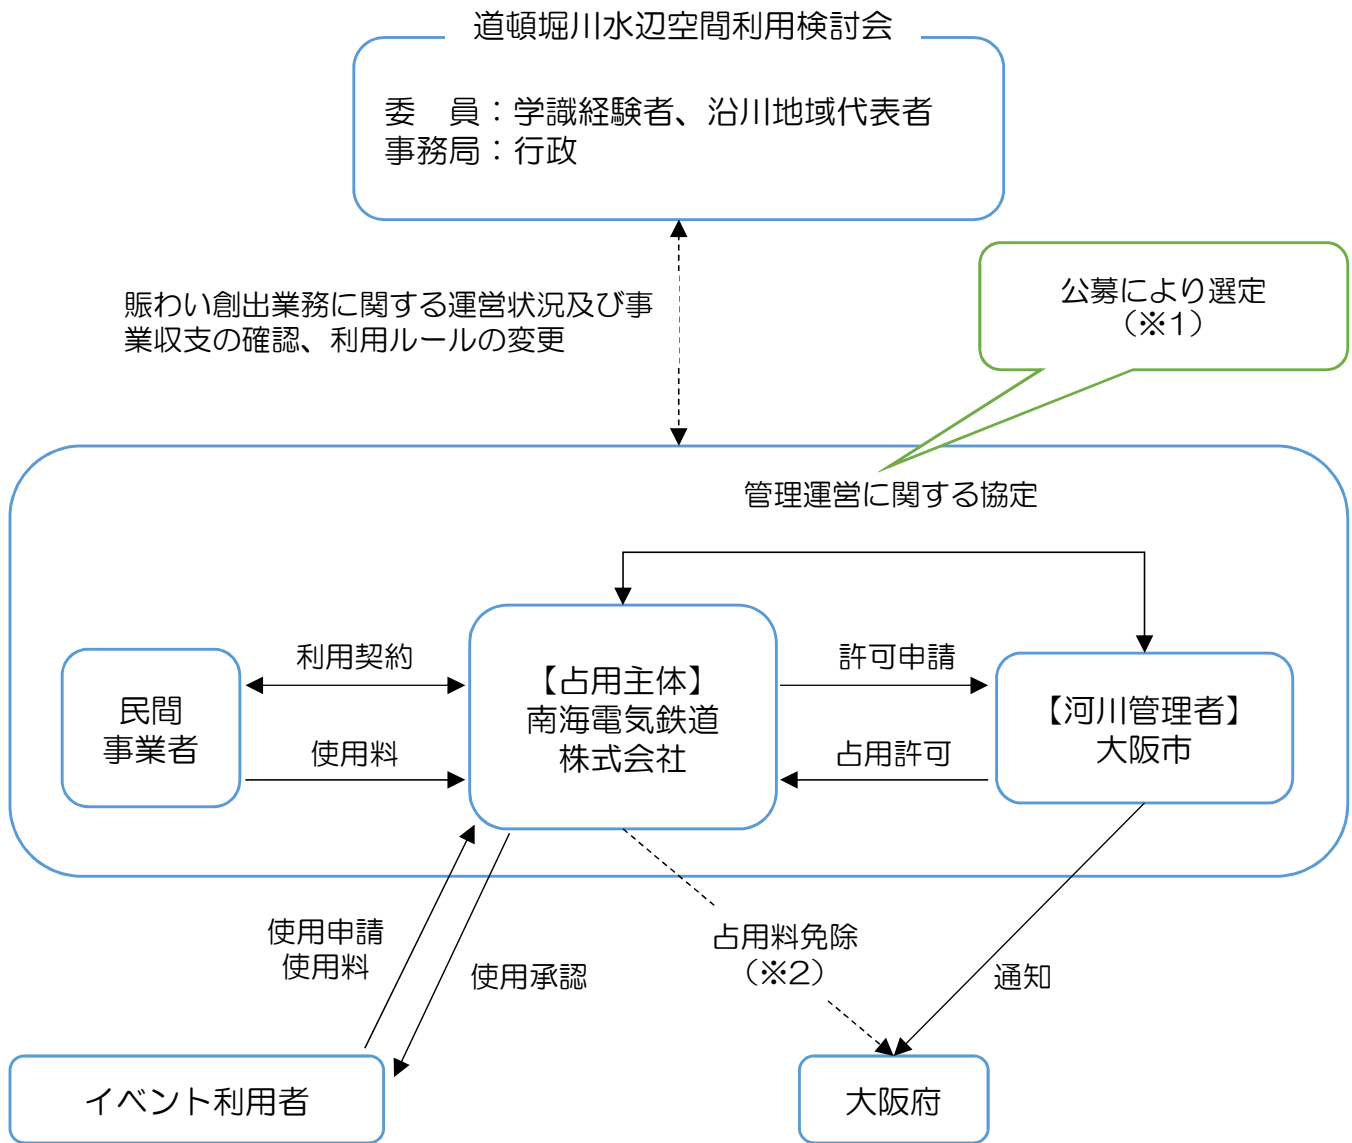 道頓堀川水辺空間利用検討会
委　員：学識経験者、沿川地域代表者
事務局：行政
賑わい創出業務に関する運営状況及び事
業収支の確認、利用ルールの変更
公募により選定
（※1）
管理運営に関する協定
民間
事業者
利用契約
使用料
【占用主体】
南海電気鉄道
株式会社
許可申請
占用許可
【河川管理者】
大阪市
使用申請
使用料
使用承認
占用料免除
（※2）
通知
イベント利用者
大阪府